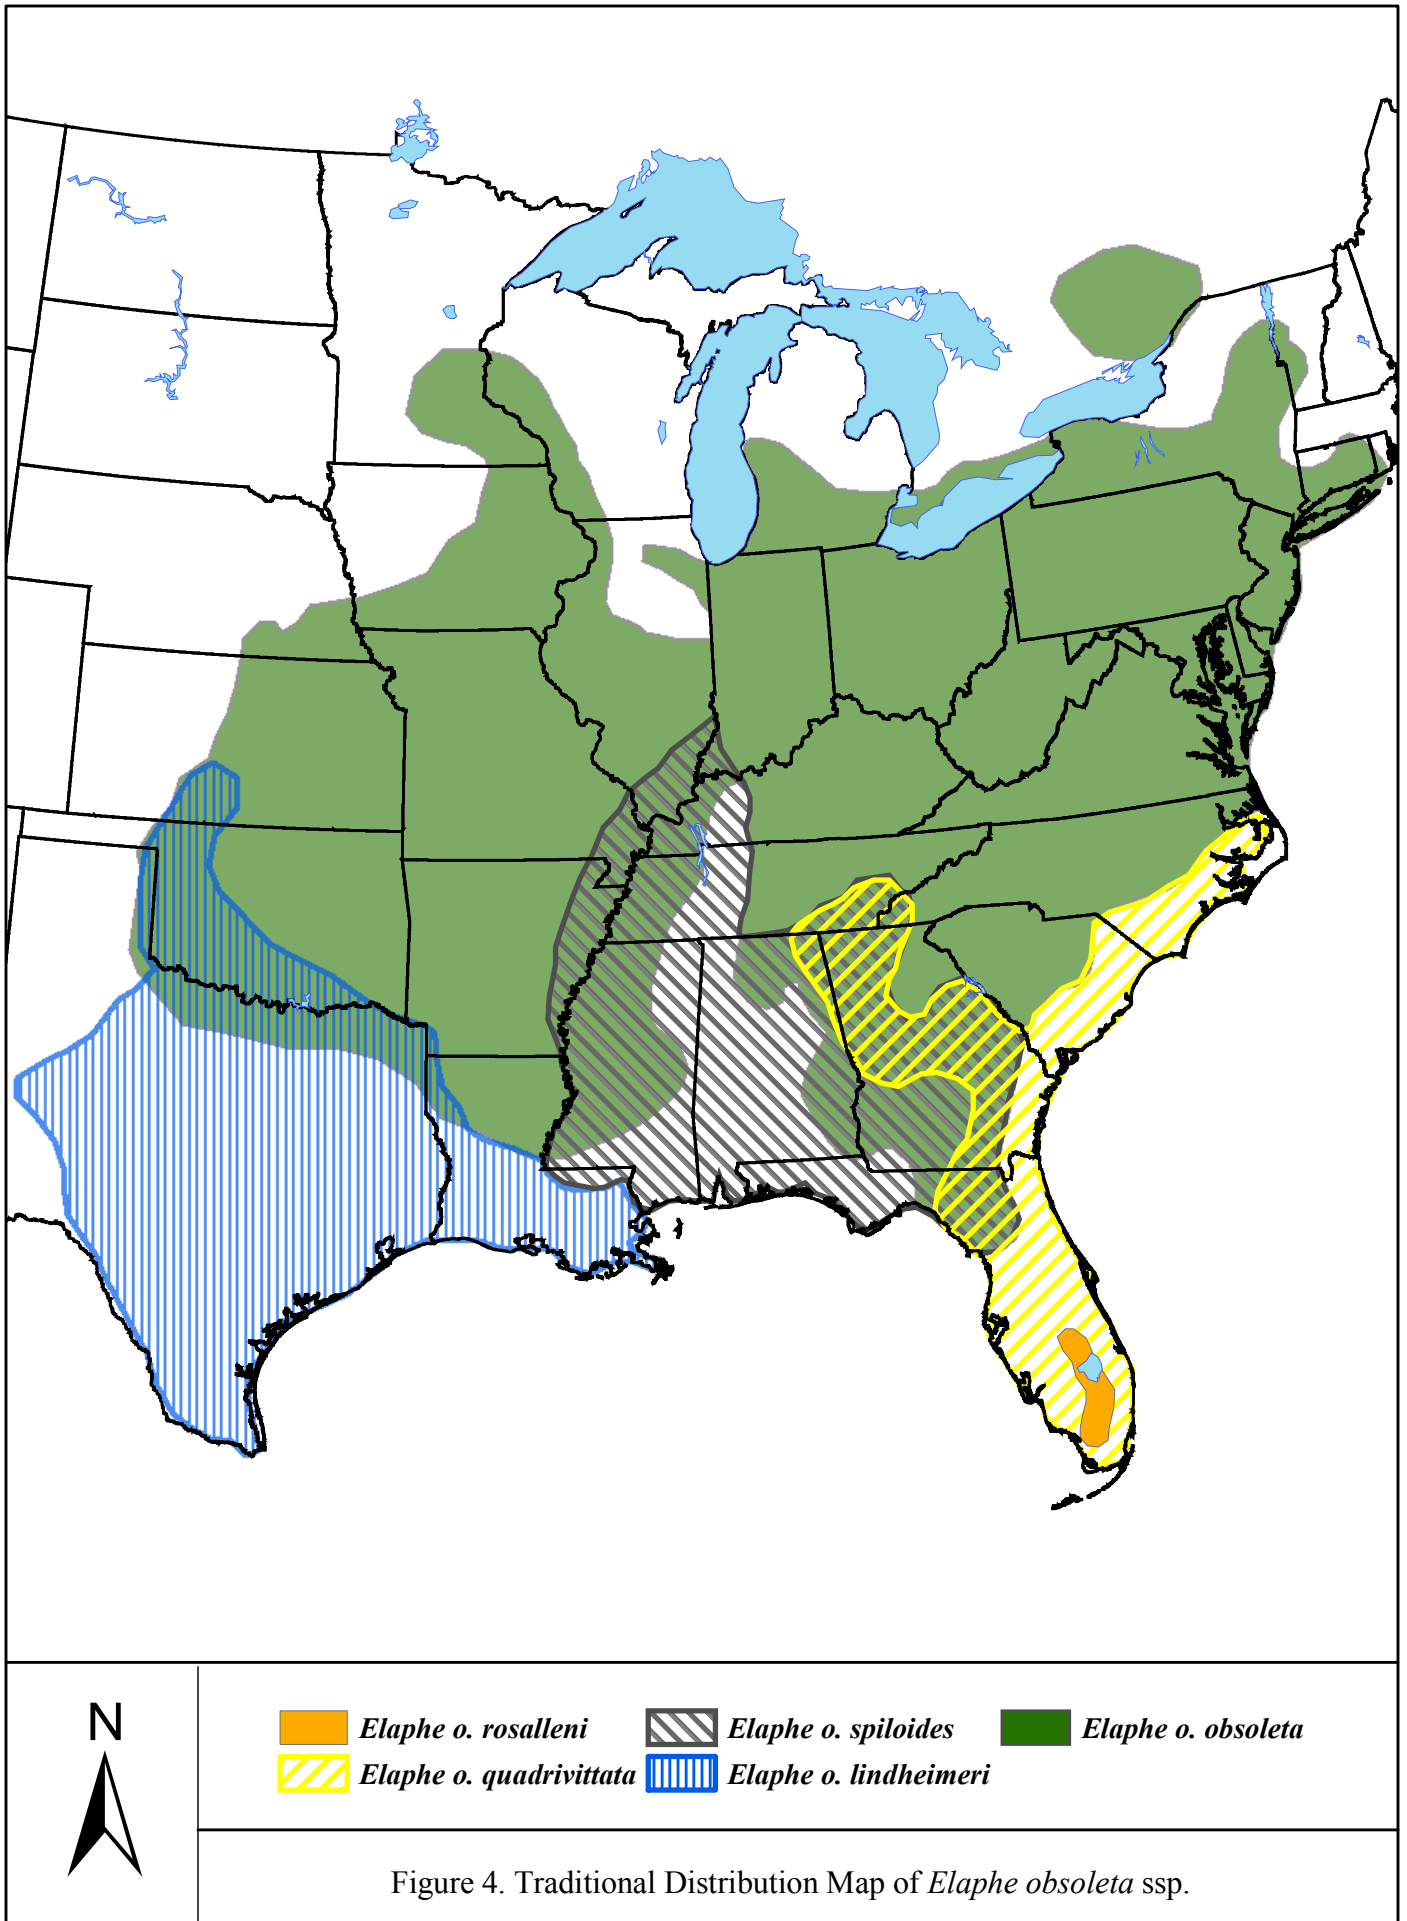 N
Elaphe o. rosalleni Elaphe o. spiloides Elaphe o. obsoleta
Elaphe o. quadrivittata Elaphe o. lindheimeri
Figure 4. Traditional Distribution Map of Elaphe obsoleta ssp.